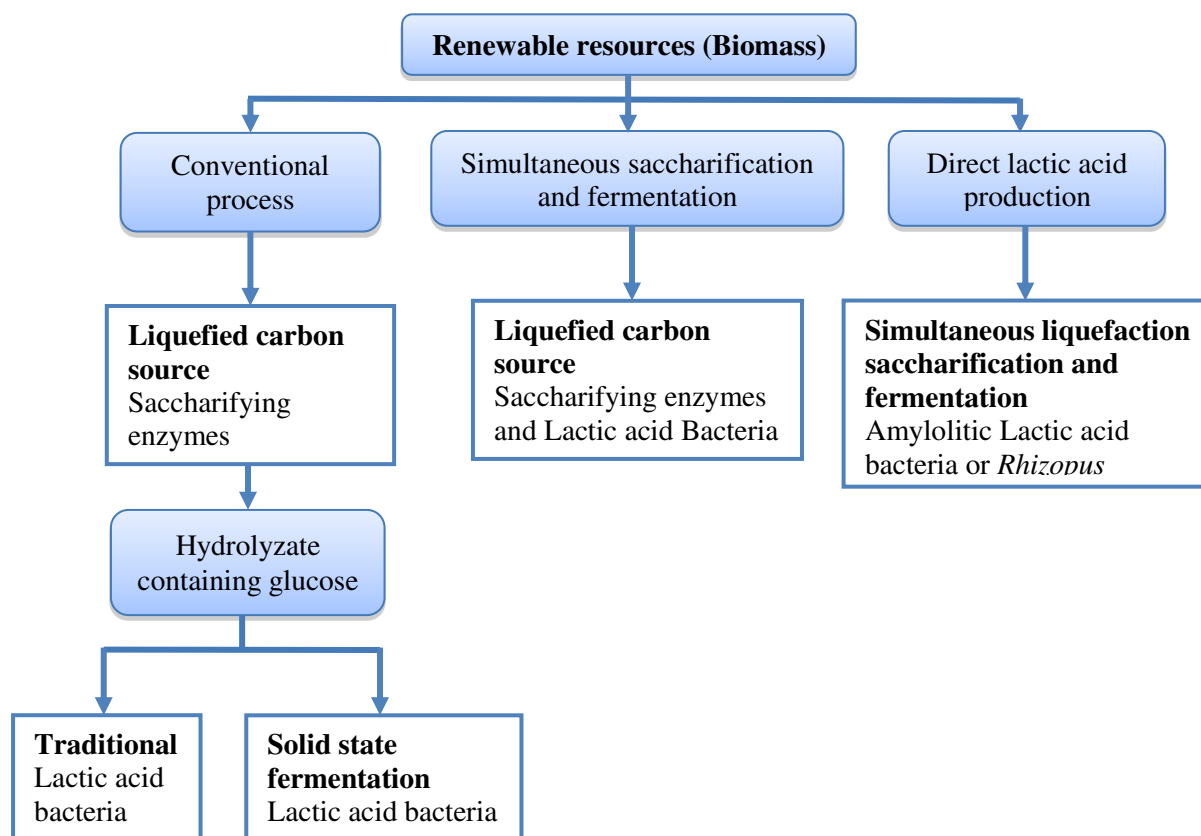 Renewable resources (Biomass)
Conventional
process
Simultaneous saccharification
and fermentation
Direct lactic acid
production
Liquefied carbon
source
Saccharifying
enzymes
Liquefied carbon
source
Saccharifying enzymes
and Lactic acid Bacteria
Simultaneous liquefaction
saccharification and
fermentation
Amylolitic Lactic acid
bacteria or Rhizopus
Hydrolyzate
containing glucose
Traditional
Lactic acid
bacteria
Solid state
fermentation
Lactic acid bacteria